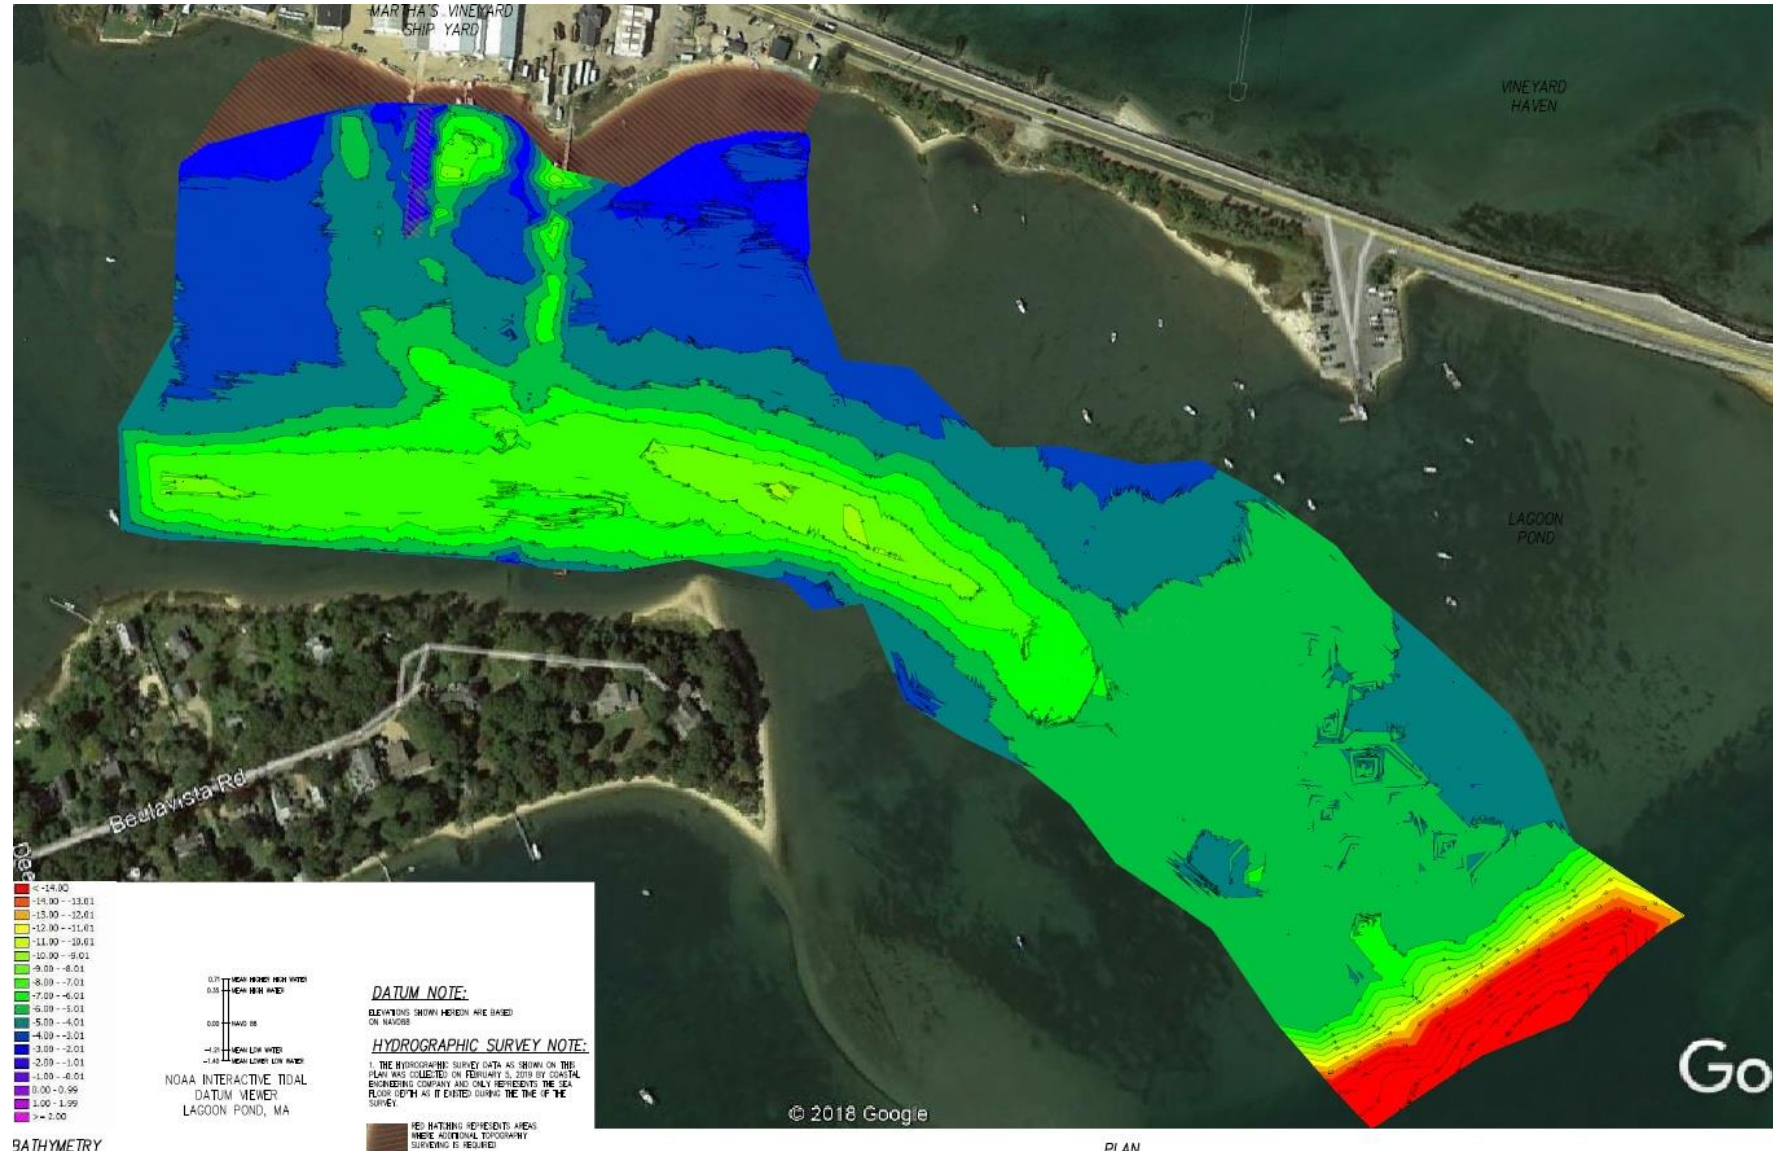 MARTHA'S VINEYARD
SHIP YARD
VINEYARD
HAVEN
LAGOON
POND
Beulavista Rd
< -14.00
-14.00 - -13.01
-13.00 - -12.01
-12.00 - -11.01
-11.00 - -10.01
-10.00 - -9.01
-9.00 - -8.01
-8.00 - -7.01
-7.00 - -6.01
-6.00 - -5.01
-5.00 - -4.01
-4.00 - -3.01
-3.00 - -2.01
-2.00 - -1.01
-1.00 - -0.01
0.00 - 0.99
1.00 - 1.99
>= 2.00
0.71 MEAN HIGHER HIGH WATER
MEAN HIGH WATER
0.00 NAVD 88
MEAN LOW WATER
MEAN LOWER LOW WATER
NOAA INTERACTIVE TIDAL
DATUM VIEWER
LAGOON POND, MA
DATUM NOTE:
ELEVATIONS SHOWN HEREON ARE BASED
ON NAVD88
HYDROGRAPHIC SURVEY NOTE:
1. THE HYDROGRAPHIC SURVEY DATA AS SHOWN ON THIS
PLAN WAS COLLECTED ON FEBRUARY 5, 2019 BY COASTAL
ENGINEERING COMPANY AND ONLY REPRESENTS THE SEA
FLOOR DEPTH AS IT EXISTED DURING THE TIME OF THE
SURVEY.
RED HATCHING REPRESENTS AREAS
WHERE ADDITIONAL TOPOGRAPHY
SURVEYING IS REQUIRED
© 2018 Google
Go
BATHYMETRY
PLAN